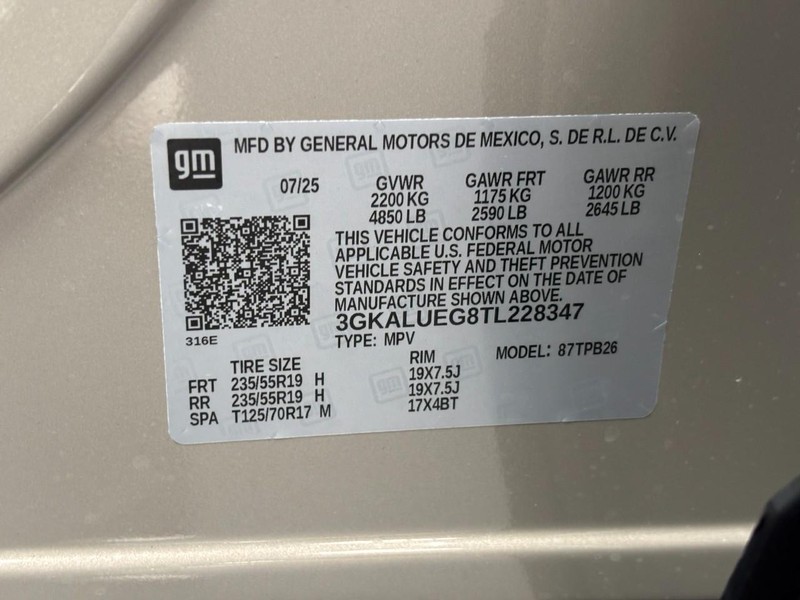 gm MFD BY GENERAL MOTORS DE MEXICO, S. DE R.L. DE C.V.
07/25 GVWR GAWR FRT GAWR RR
2200 KG 1175 KG 1200 KG
4850 LB 2590 LB 2645 LB
THIS VEHICLE CONFORMS TO ALL
APPLICABLE U.S. FEDERAL MOTOR
VEHICLE SAFETY AND THEFT PREVENTION
STANDARDS IN EFFECT ON THE DATE OF
MANUFACTURE SHOWN ABOVE.
3GKALUEG8TL228347
316E
TYPE: MPV MODEL: 87TPB26
TIRE SIZE RIM
FRT 235/55R19 H 19X7.5J
RR 235/55R19 H 19X7.5J
SPA T125/70R17 M 17X4BT